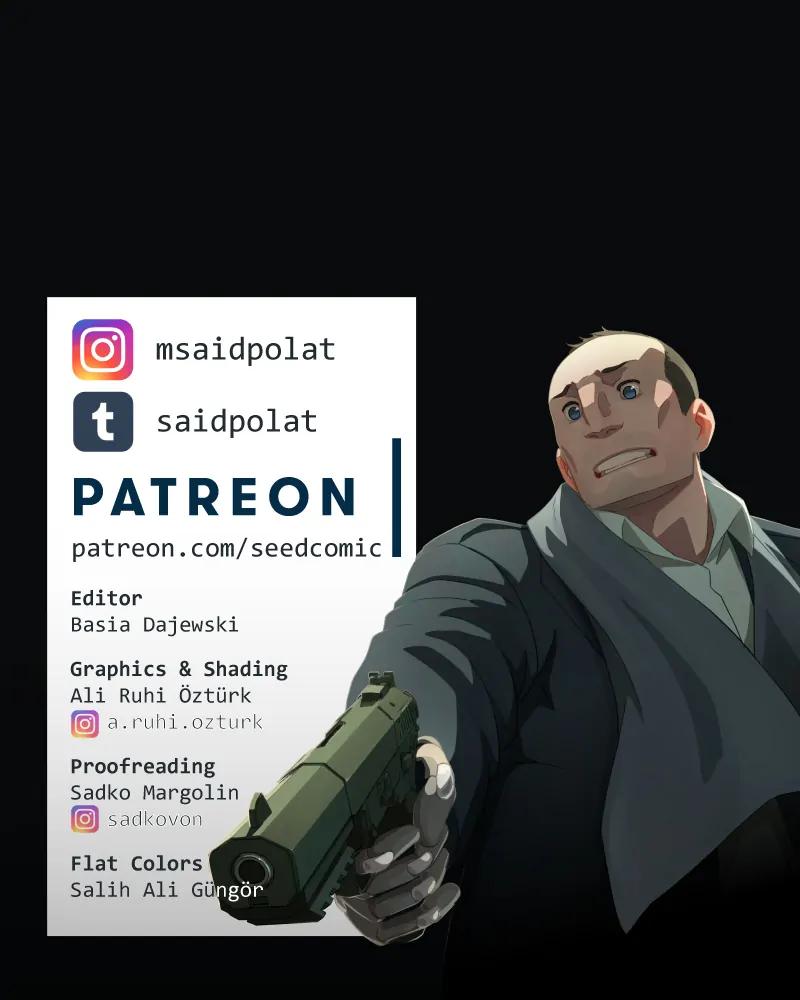 msaidpolat
saidpolat
PATREON
patreon.com/seedcomic
Editor
Basia Dajewski
Graphics & Shading
Ali Ruhi Öztürk
a.ruhi.ozturk
Proofreading
Sadko Margolin
sadkovon
Flat Colors
Salih Ali Güngör